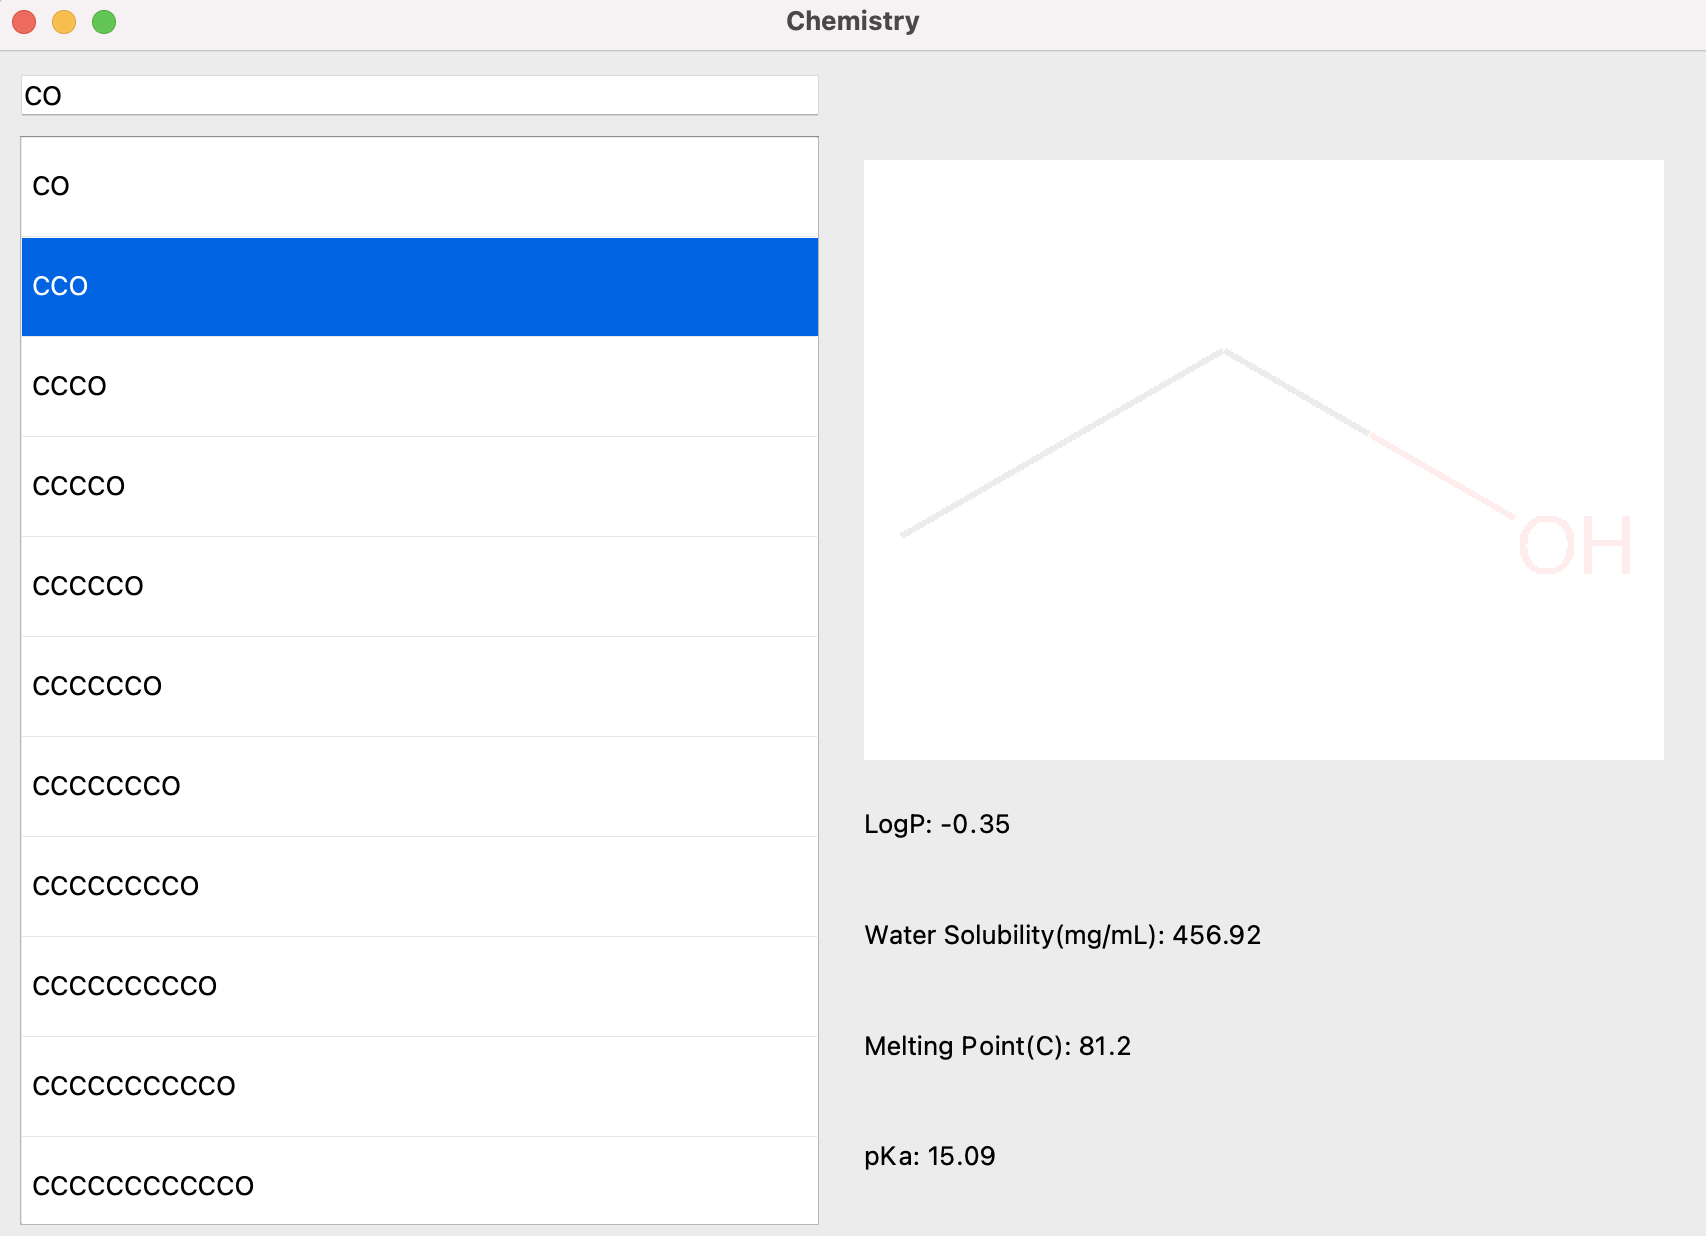 Chemistry
CO
CO
CCO
CCCO
CCCCO
CCCCCO
CCCCCCO
CCCCCCCO
CCCCCCCCO
CCCCCCCCCO
CCCCCCCCCCO
CCCCCCCCCCCO
OH
LogP: -0.35
Water Solubility(mg/mL): 456.92
Melting Point(C): 81.2
pKa: 15.09